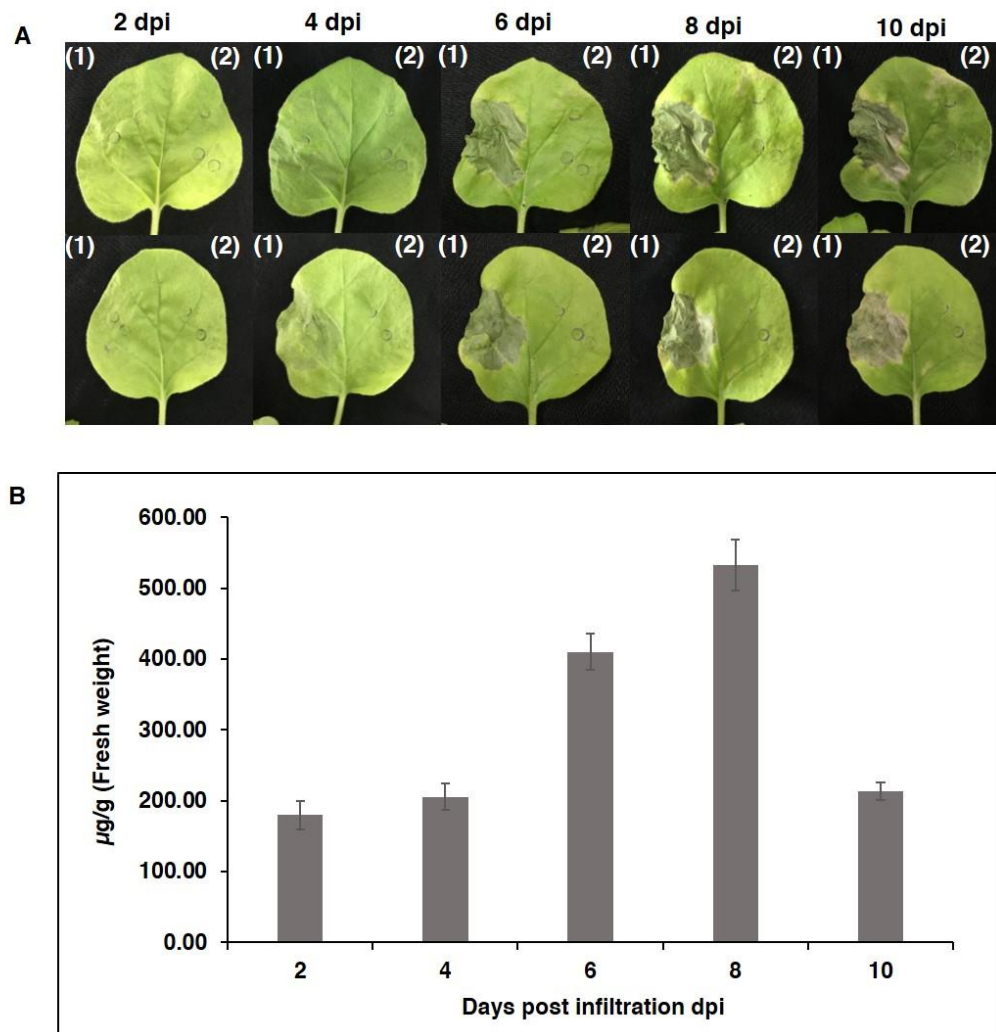 A
2 dpi 4 dpi 6 dpi 8 dpi 10 dpi
(1) (2) (1) (2) (1) (2) (1) (2) (1) (2)
(1) (2) (1) (2) (1) (2) (1) (2) (1) (2)
B
µg/g (Fresh weight)
600.00
500.00
400.00
300.00
200.00
100.00
0.00
2 4 6 8 10
Days post infiltration dpi